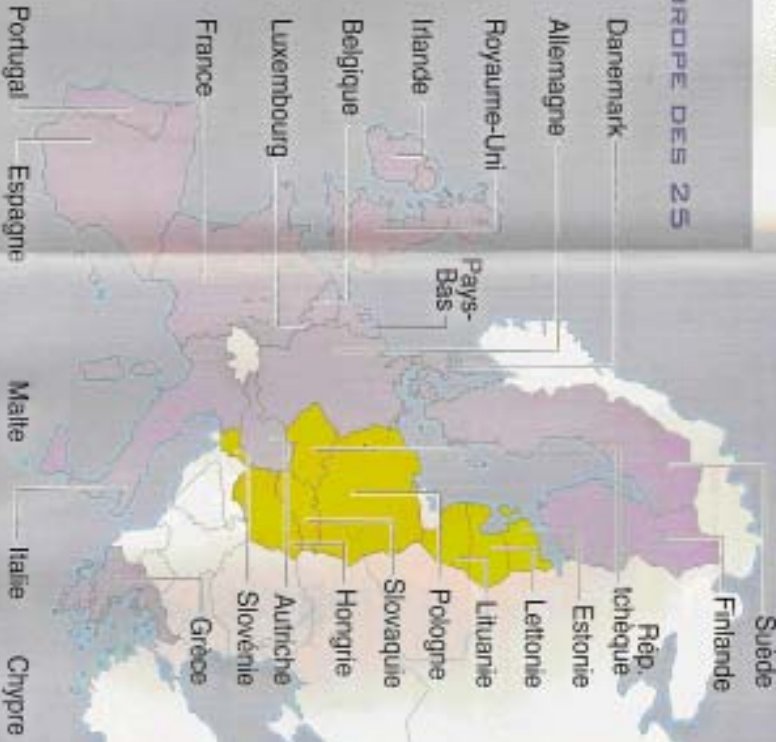 Suède
Finlande
ROPE DES 25
Rép.
tchèque
Danemark
Estonie
Allemagne
Lettonie
Royaume-Uni
Lituanie
Pays-
Bas
Pologne
Irlande
Slovaquie
Belgique
Hongrie
Luxembourg
Autriche
Slovénie
France
Grèce
Portugal
Espagne
Malte
Italie
Chypre